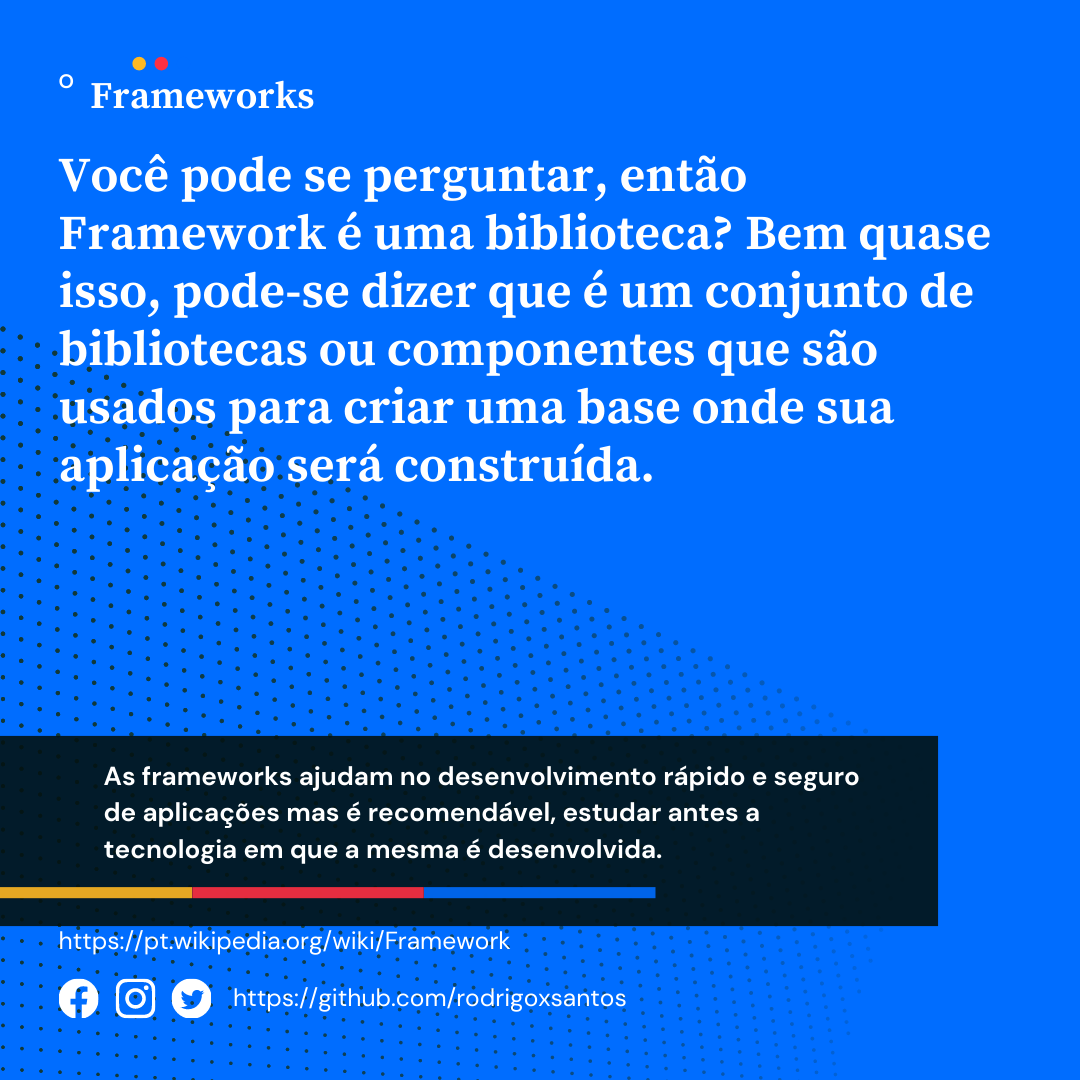 ° Frameworks
Você pode se perguntar, então
Framework é uma biblioteca? Bem quase
isso, pode-se dizer que é um conjunto de
bibliotecas ou componentes que são
usados para criar uma base onde sua
aplicação será construída.
As frameworks ajudam no desenvolvimento rápido e seguro
de aplicações mas é recomendável, estudar antes a
tecnologia em que a mesma é desenvolvida.
https://pt.wikipedia.org/wiki/Framework
https://github.com/rodrigoxsantos